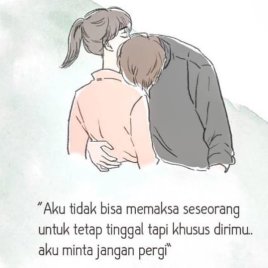 "Aku tidak bisa memaksa seseorang
untuk tetap tinggal tapi khusus dirimu..
aku minta jangan pergi"